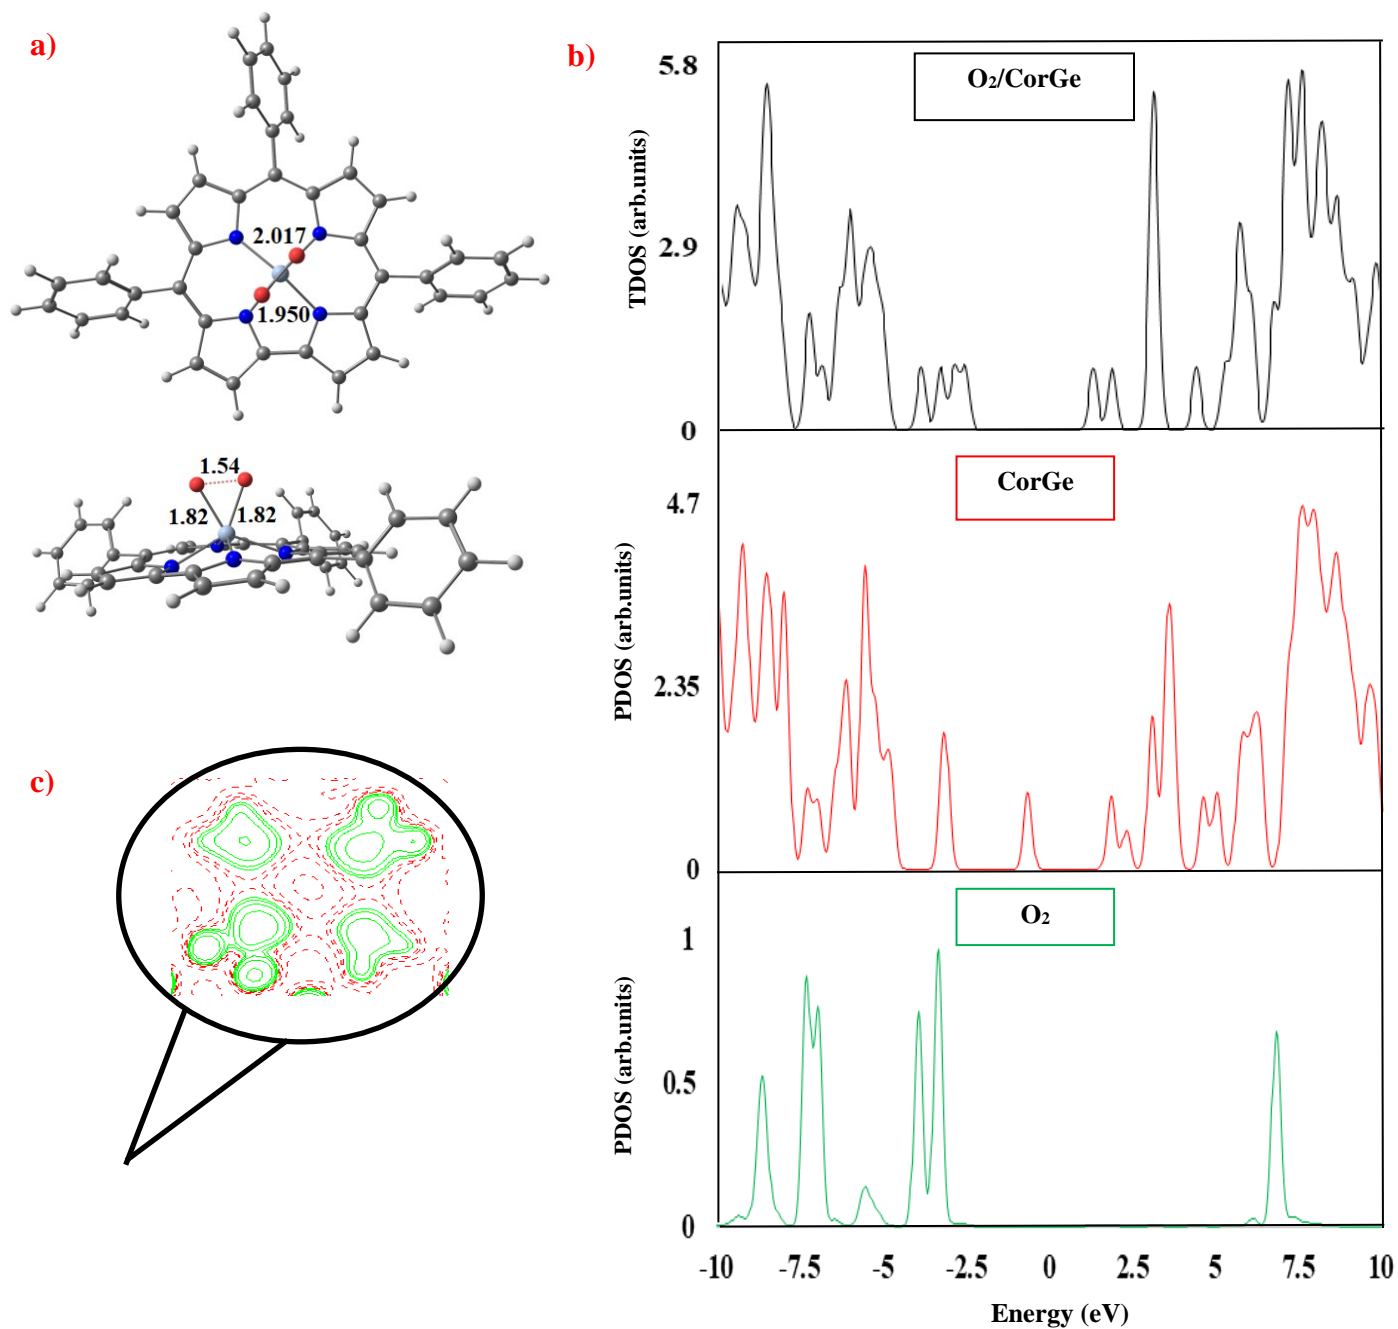 a)
2.017
1.950
1.54
1.82 1.82
b)
O₂/CorGe
TDOS (arb.units)
5.8
2.9
0
CorGe
PDOS (arb.units)
4.7
2.35
0
O₂
PDOS (arb.units)
1
0.5
0
-10 -7.5 -5 -2.5 0 2.5 5 7.5 10
Energy (eV)
c)